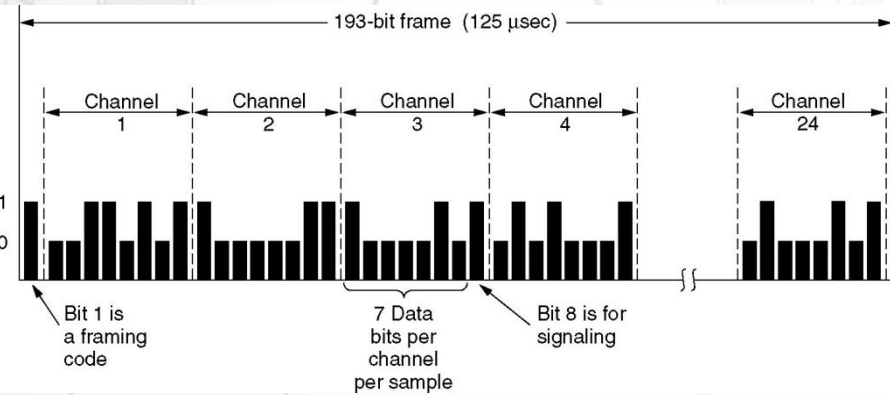 193-bit frame (125 μsec)
Channel
1
Channel
2
Channel
3
Channel
4
Channel
24
1
0
Bit 1 is
a framing
code
7 Data
bits per
channel
per sample
Bit 8 is for
signaling